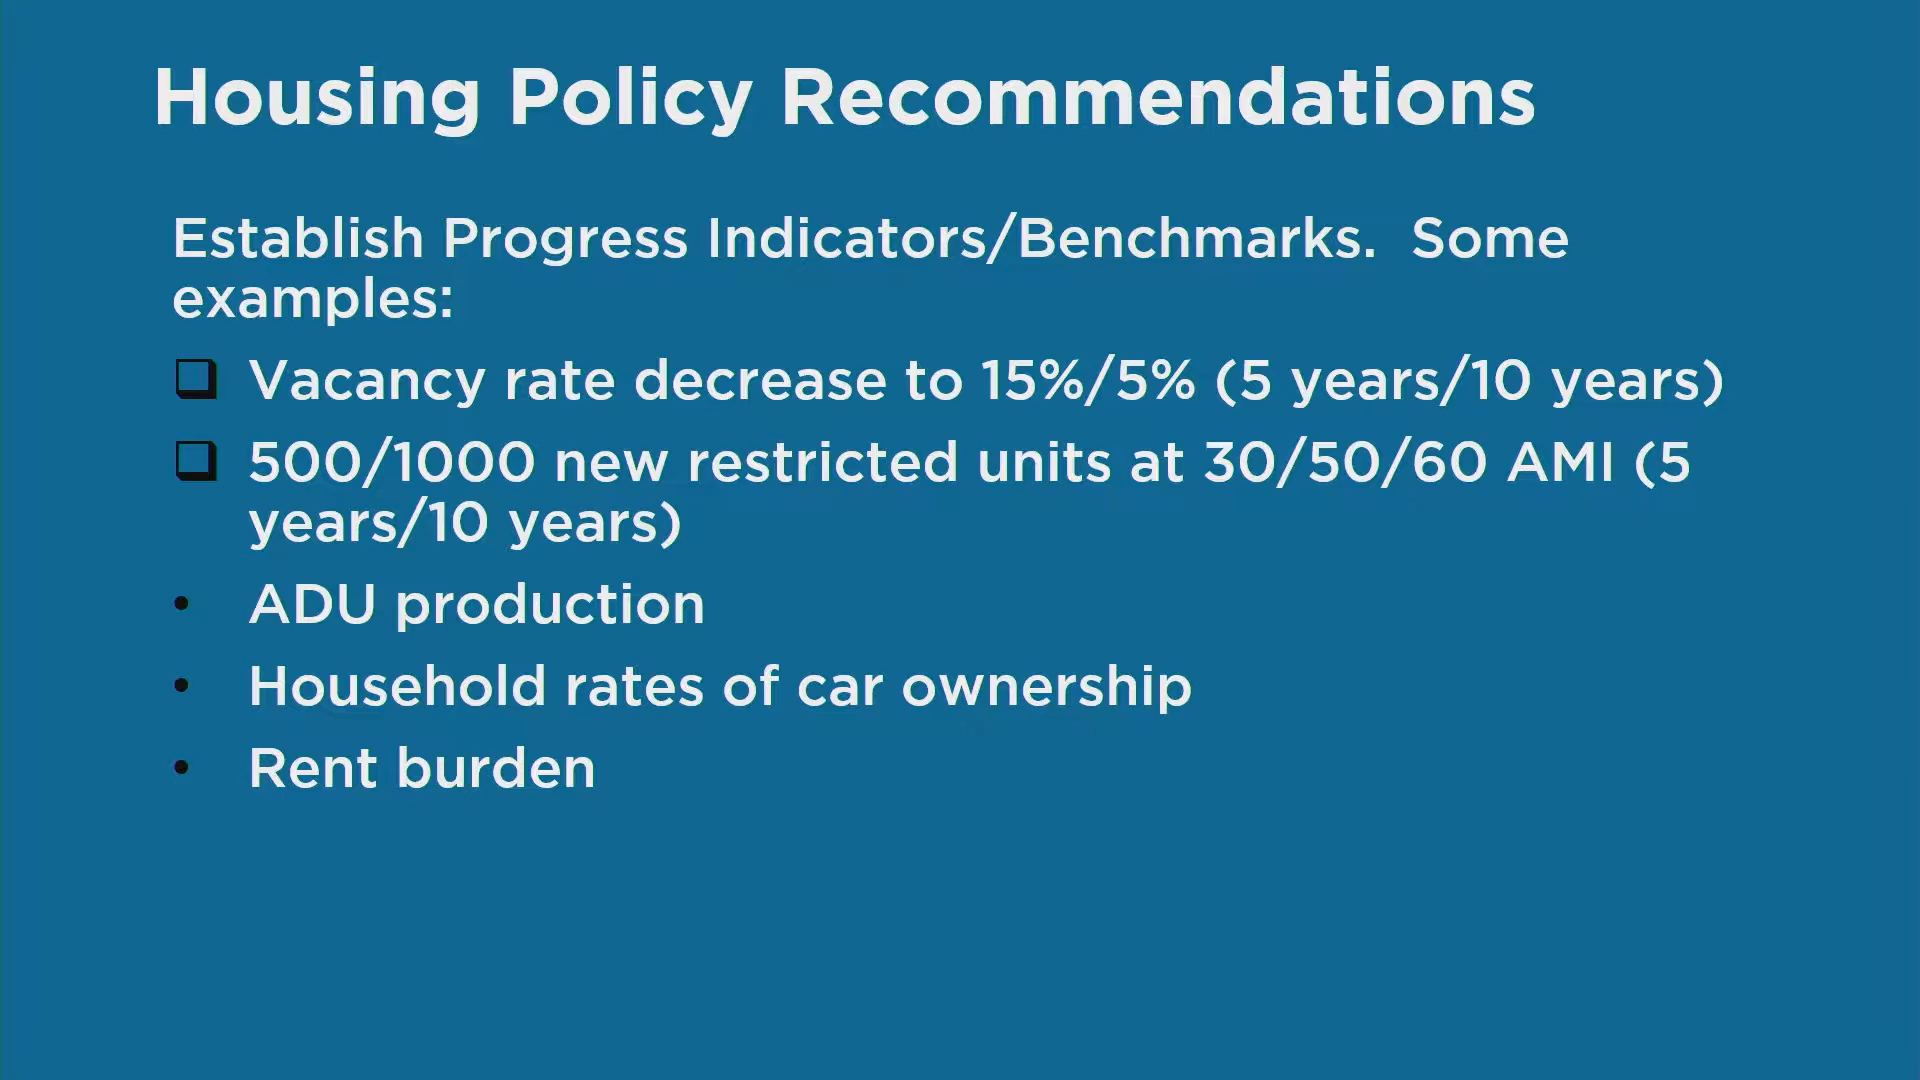 Housing Policy Recommendations
Establish Progress Indicators/Benchmarks.  Some
examples:
❑ Vacancy rate decrease to 15%/5% (5 years/10 years)
❑ 500/1000 new restricted units at 30/50/60 AMI (5
years/10 years)
• ADU production
• Household rates of car ownership
• Rent burden